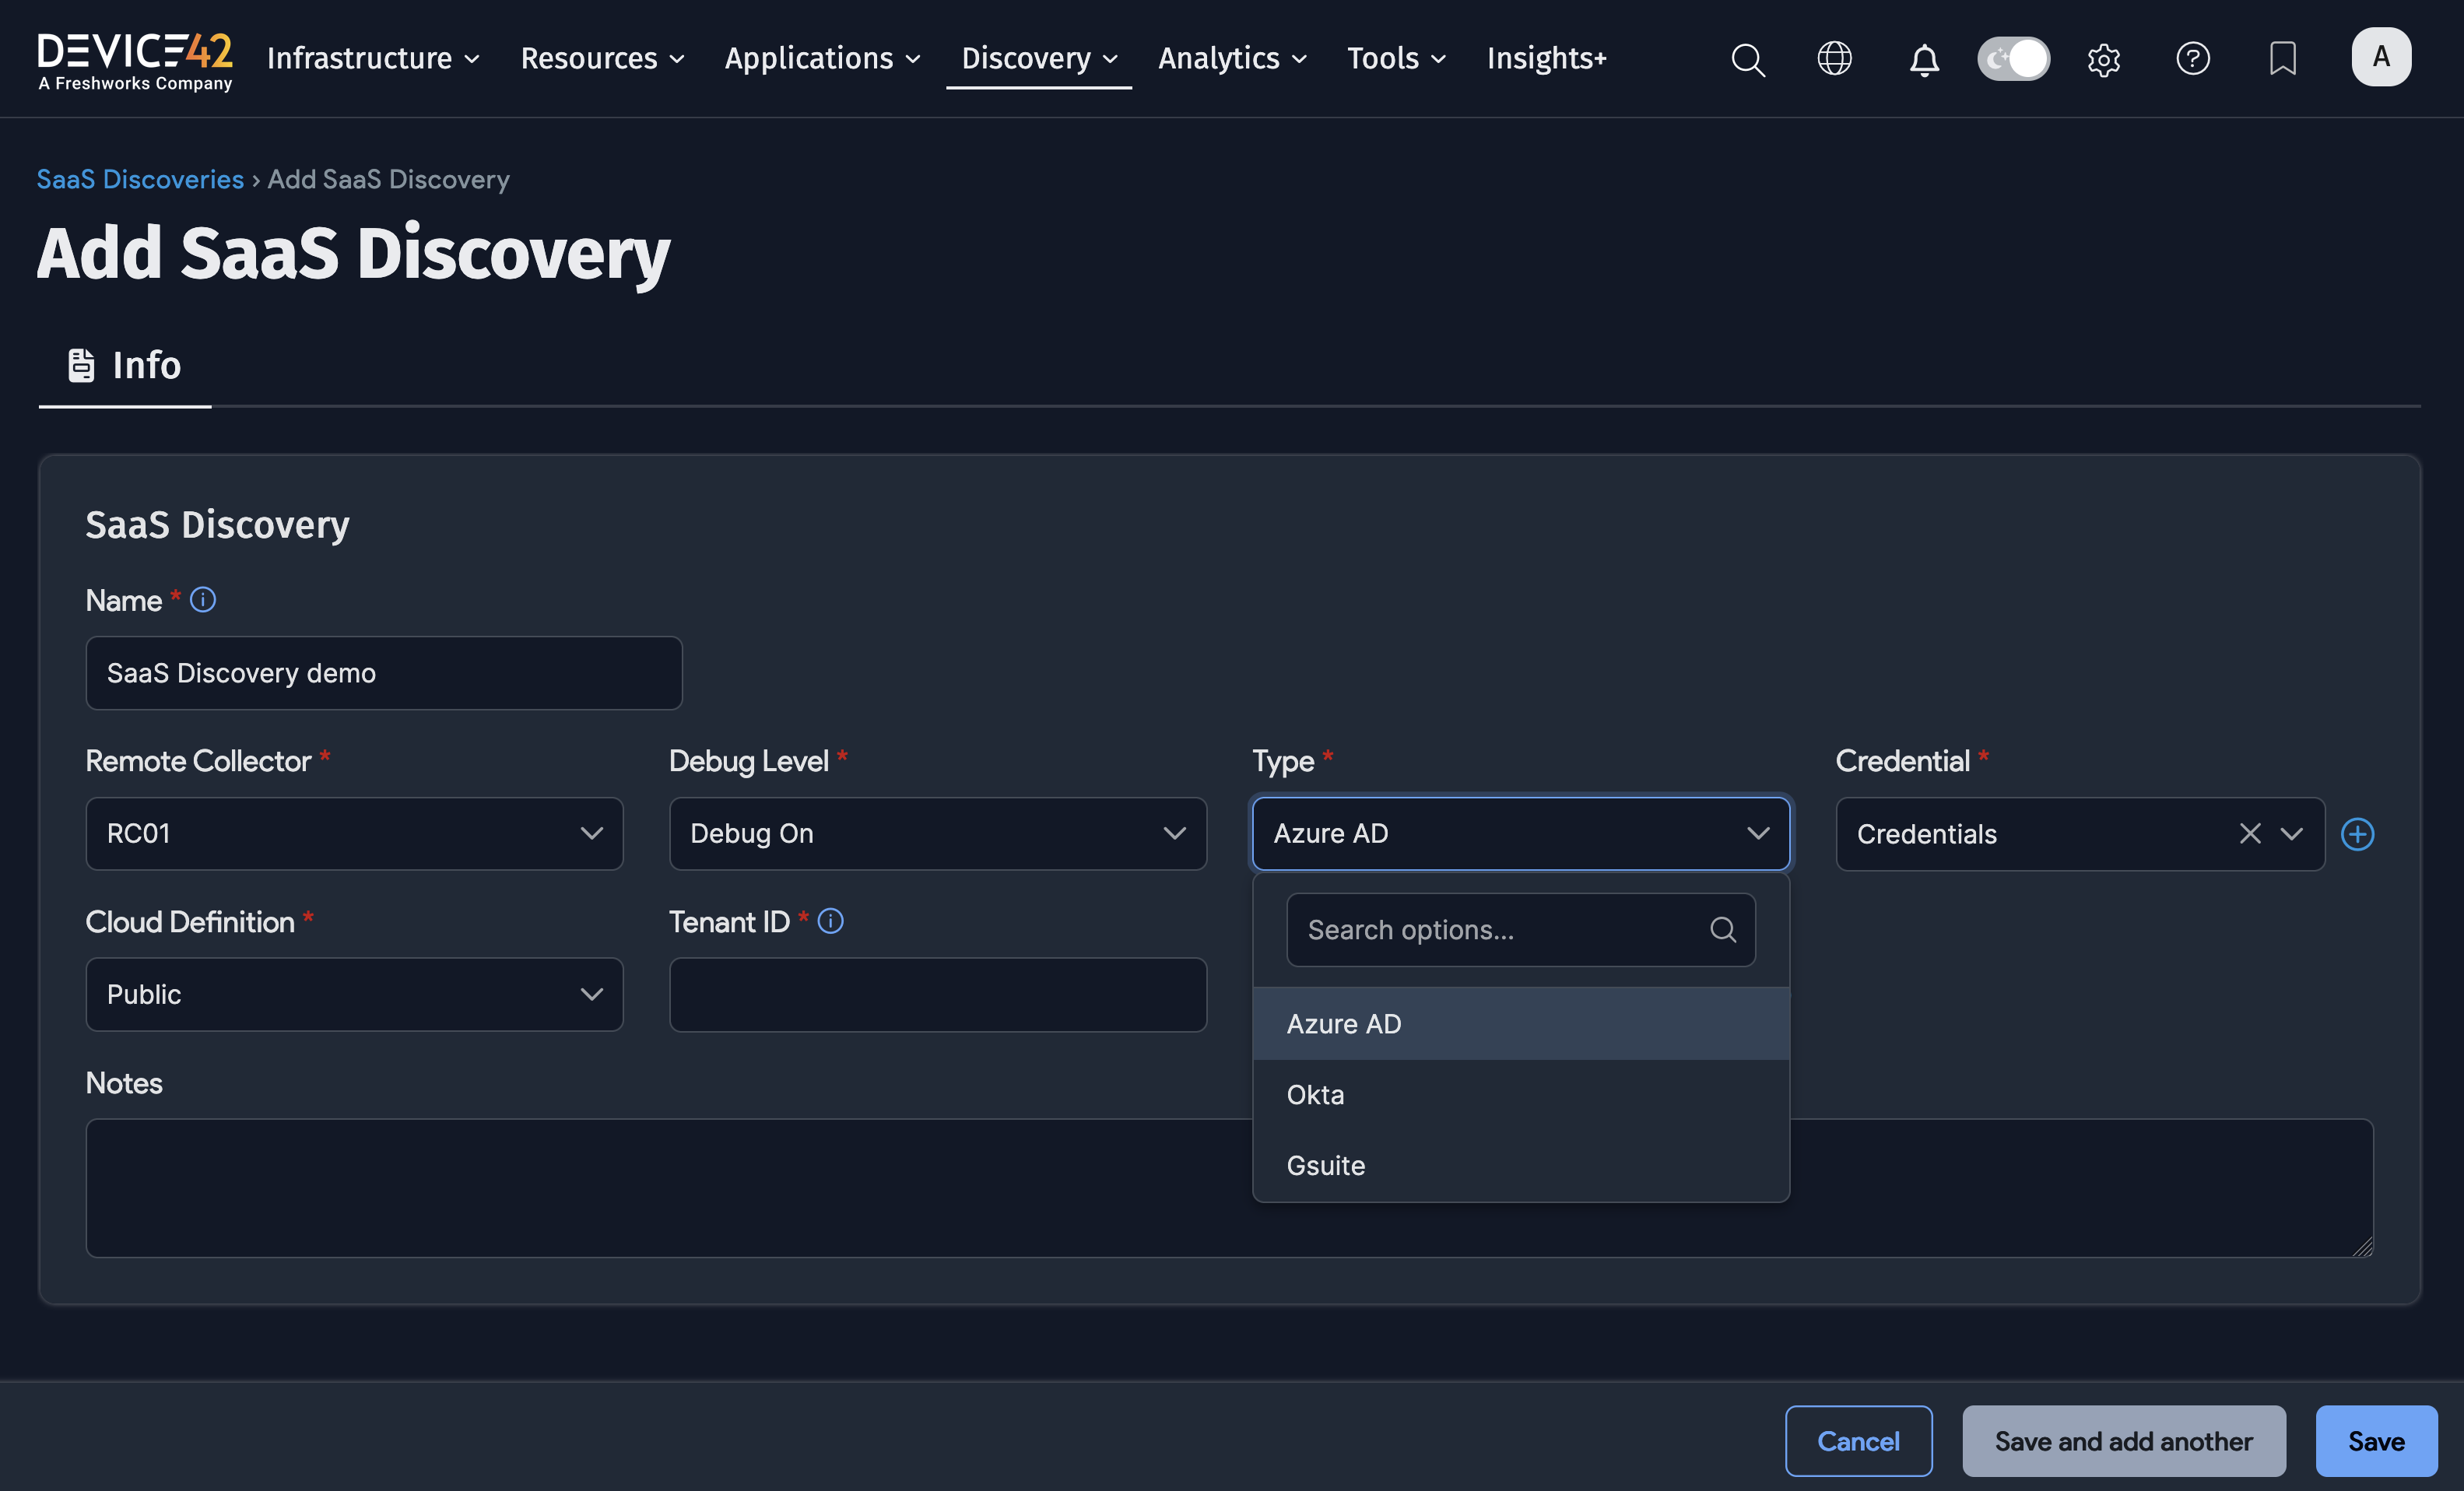 DEVICE42
A Freshworks Company
Infrastructure Resources Applications Discovery Analytics Tools Insights+ A
SaaS Discoveries › Add SaaS Discovery
Add SaaS Discovery
Info
SaaS Discovery
Name *
SaaS Discovery demo
Remote Collector * Debug Level * Type * Credential *
RC01 Debug On Azure AD Credentials
Cloud Definition * Tenant ID *
Search options...
Public
Azure AD
Notes
Okta
Gsuite
Cancel Save and add another Save